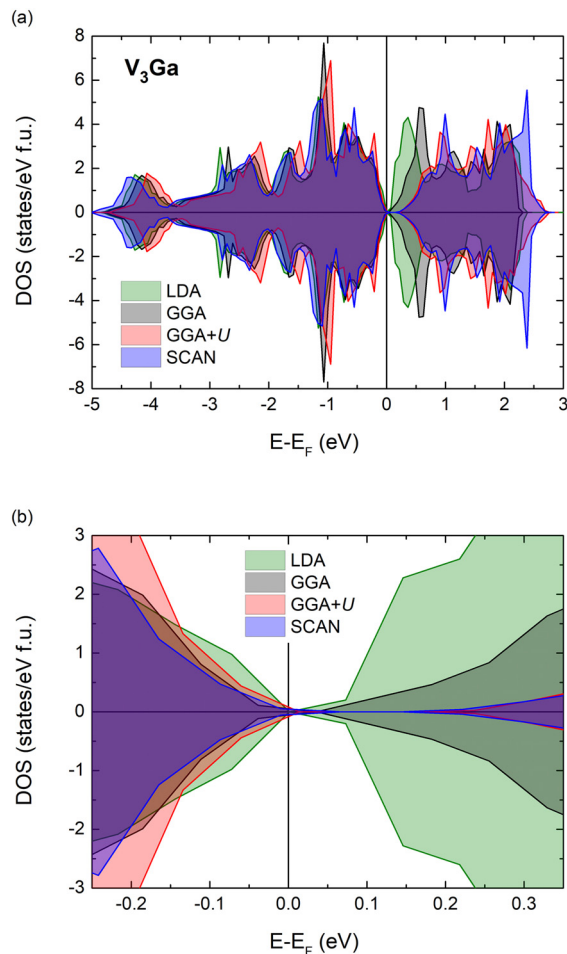 (a)
V₃Ga
DOS (states/eV f.u.)
8
6
4
2
0
2
4
6
8
LDA
GGA
GGA+U
SCAN
-5 -4 -3 -2 -1 0 1 2 3
E-E_F (eV)
(b)
DOS (states/eV f.u.)
3
2
1
0
-1
-2
-3
LDA
GGA
GGA+U
SCAN
-0.2 -0.1 0.0 0.1 0.2 0.3
E-E_F (eV)